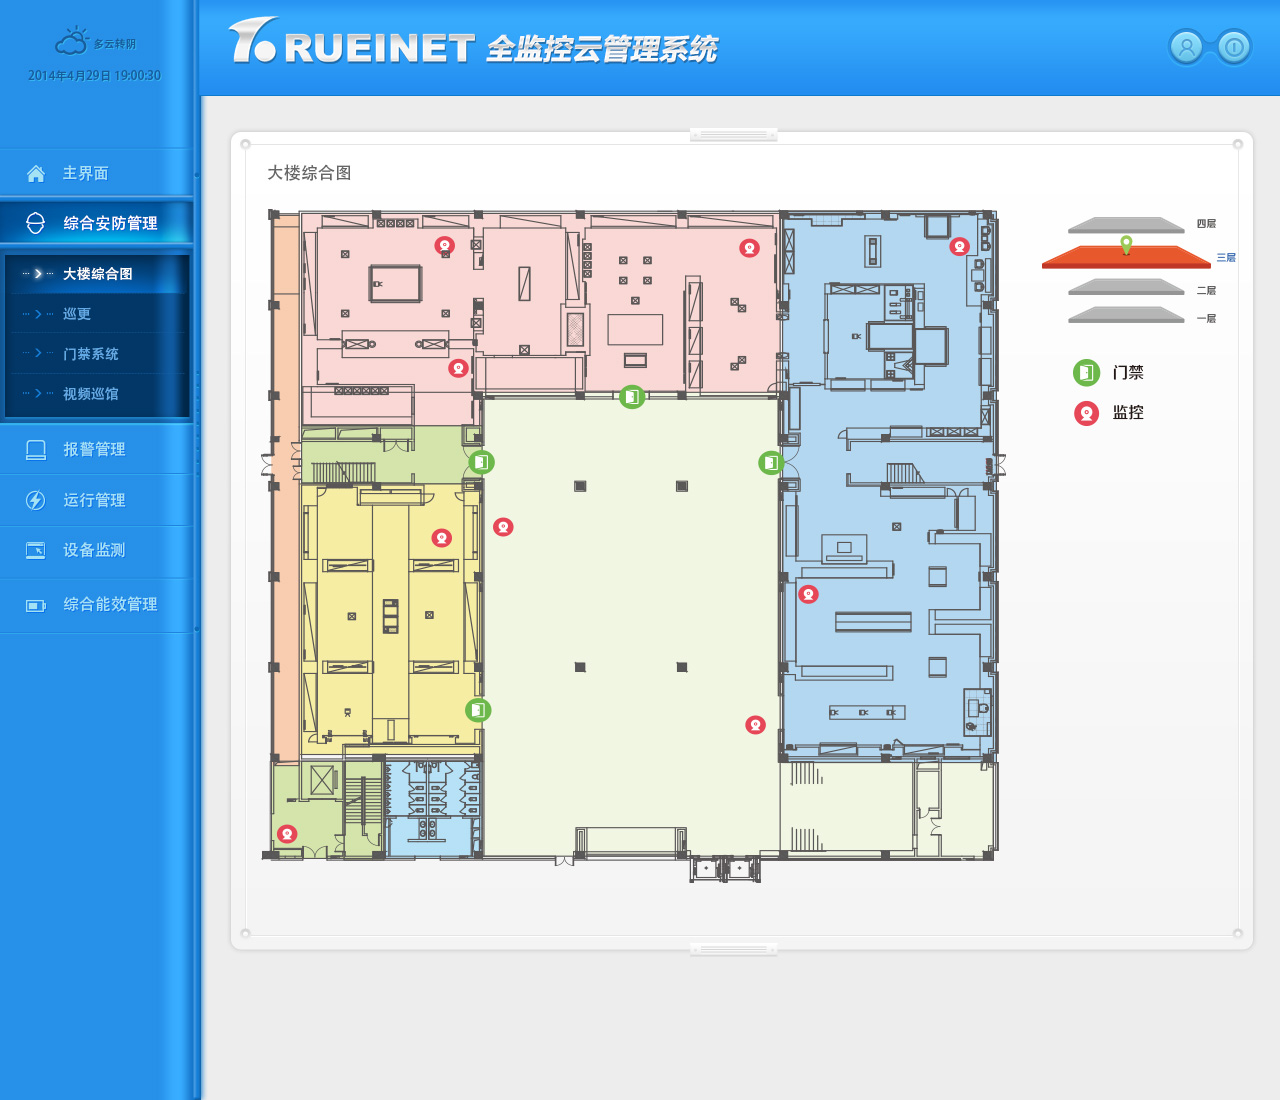 多云转阴
2014年4月29日 19:00:30
RUEINET 全监控云管理系统
主界面
综合安防管理
大楼综合图
巡更
门禁系统
视频巡馆
报警管理
运行管理
设备监测
综合能效管理
大楼综合图
四层
三层
二层
一层
门禁
监控